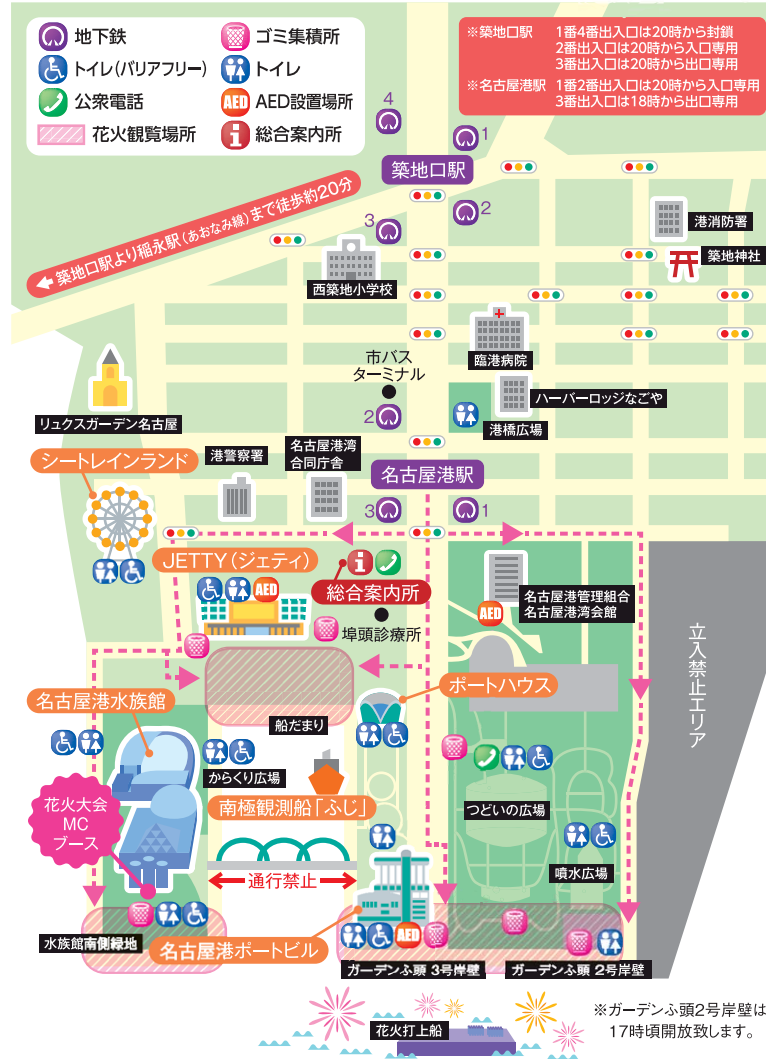 地下鉄
ゴミ集積所
トイレ(バリアフリー)
トイレ
公衆電話
AED
AED設置場所
花火観覧場所
総合案内所
※築地口駅 1番4番出入口は20時から封鎖
2番出入口は20時から入口専用
3番出入口は20時から出口専用
※名古屋港駅 1番2番出入口は20時から入口専用
3番出入口は18時から出口専用
4
1
築地口駅
2
3
築地口駅より稲永駅(あおなみ線)まで徒歩約20分
港消防署
築地神社
西築地小学校
臨港病院
市バス
ターミナル
ハーバーロッジなごや
2
港橋広場
リュクスガーデン名古屋
シートレインランド
港警察署
名古屋港湾
合同庁舎
名古屋港駅
3
1
JETTY(ジェティ)
AED
総合案内所
埠頭診療所
AED
名古屋港管理組合
名古屋港湾会館
立入禁止エリア
名古屋港水族館
船だまり
ポートハウス
からくり広場
花火大会
MC
ブース
南極観測船「ふじ」
つどいの広場
通行禁止
噴水広場
水族館南側緑地
名古屋港ポートビル
AED
ガーデンふ頭 3号岸壁
ガーデンふ頭 2号岸壁
花火打上船
※ガーデンふ頭2号岸壁は
17時頃開放致します。